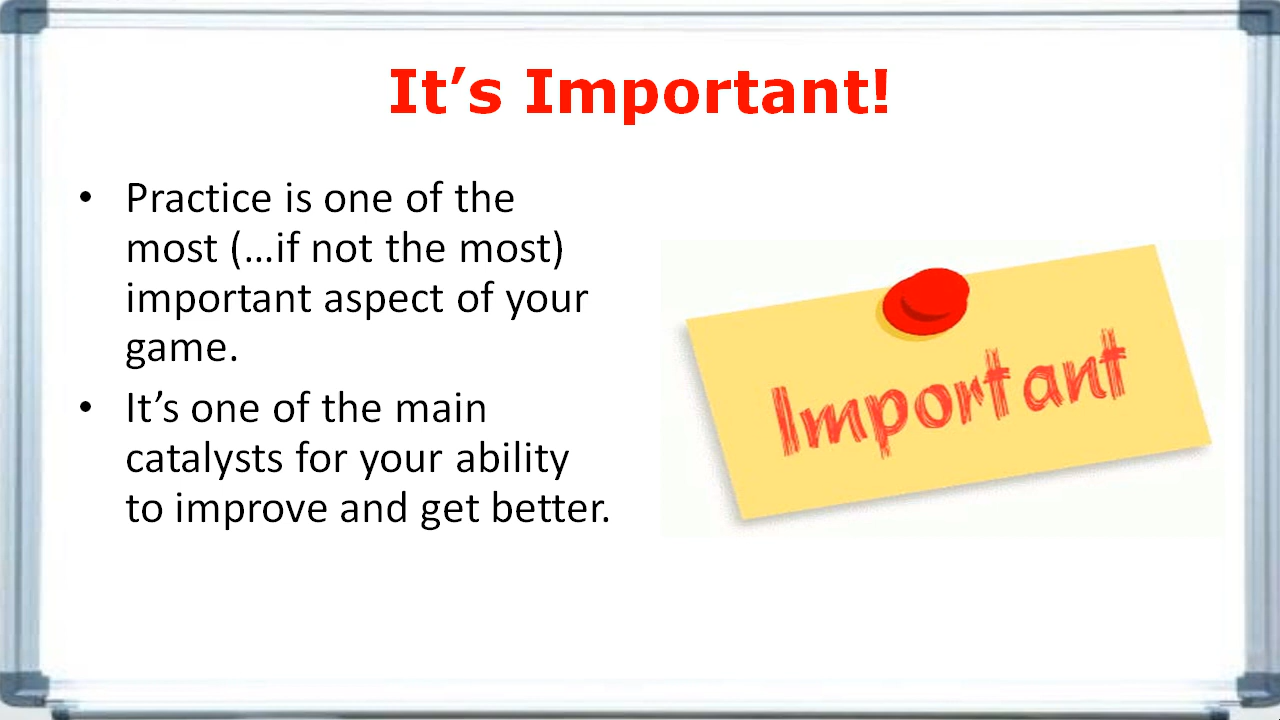 It’s Important!
• Practice is one of the
most (...if not the most)
important aspect of your
game.
• It’s one of the main
catalysts for your ability
to improve and get better.
Important